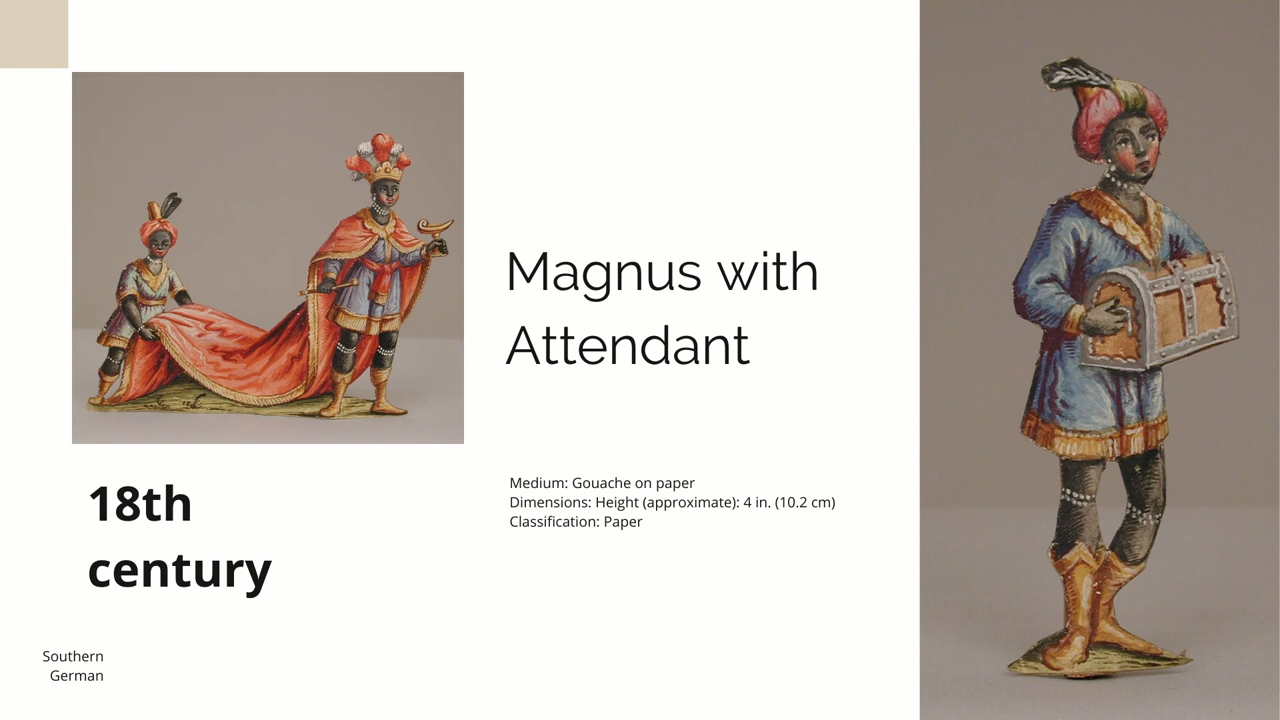 Magnus with
Attendant
Medium: Gouache on paper
Dimensions: Height (approximate): 4 in. (10.2 cm)
Classification: Paper
18th
century
Southern
German